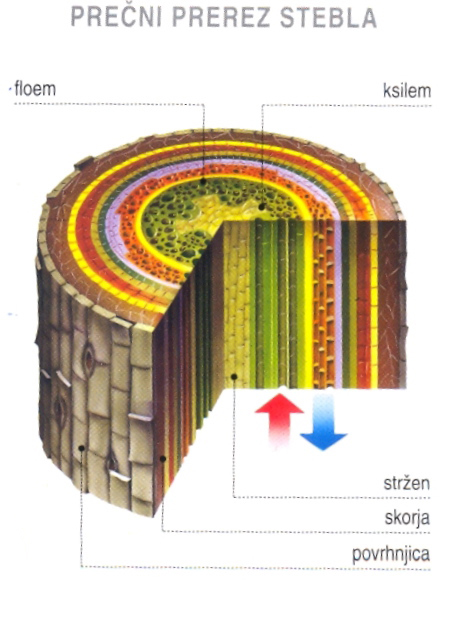 PREČNI PREREZ STEBLA
floem
ksilem
stržen
skorja
povrhnjica